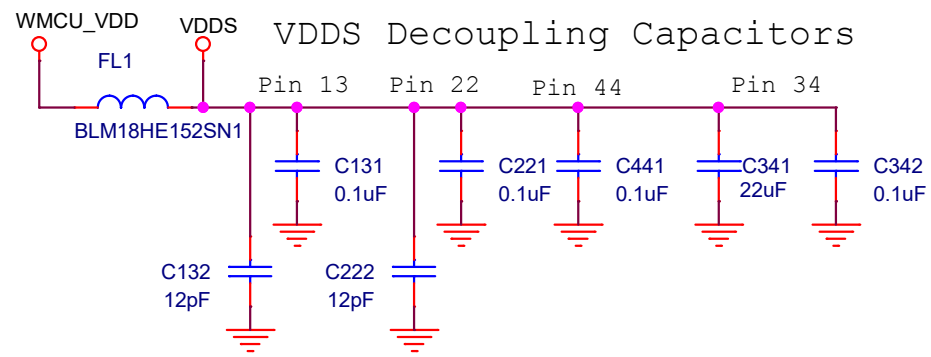 WMCU_VDD
VDDS
VDDS Decoupling Capacitors
FL1
BLM18HE152SN1
Pin 13
Pin 22
Pin 44
Pin 34
C131
0.1uF
C221
0.1uF
C441
0.1uF
C341
22uF
C342
0.1uF
C132
12pF
C222
12pF